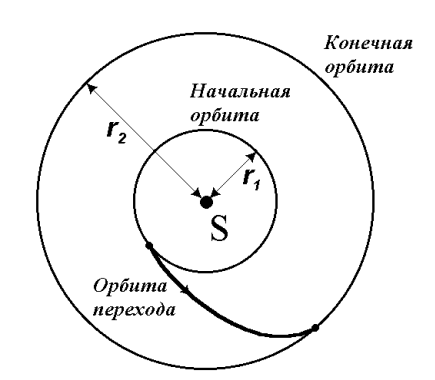 Конечная
орбита
Начальная
орбита
r2
r1
S
Орбита
перехода